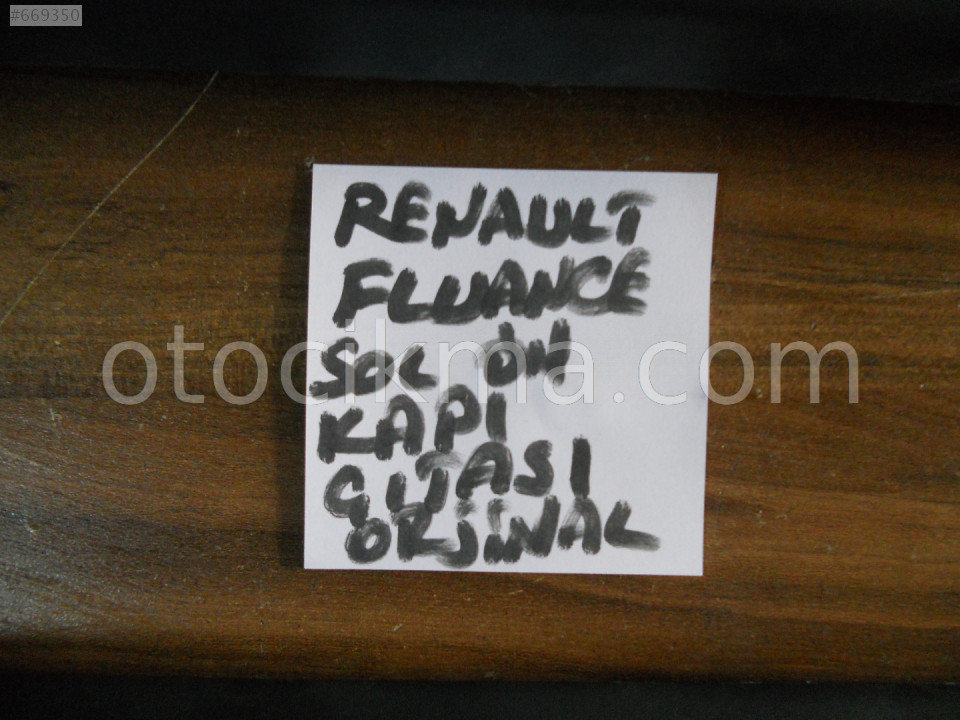 #669350
RENAULT
FLUANCE
SOL ÖN
KAPI
ÇITASI
ORJİNAL
otocikma.com